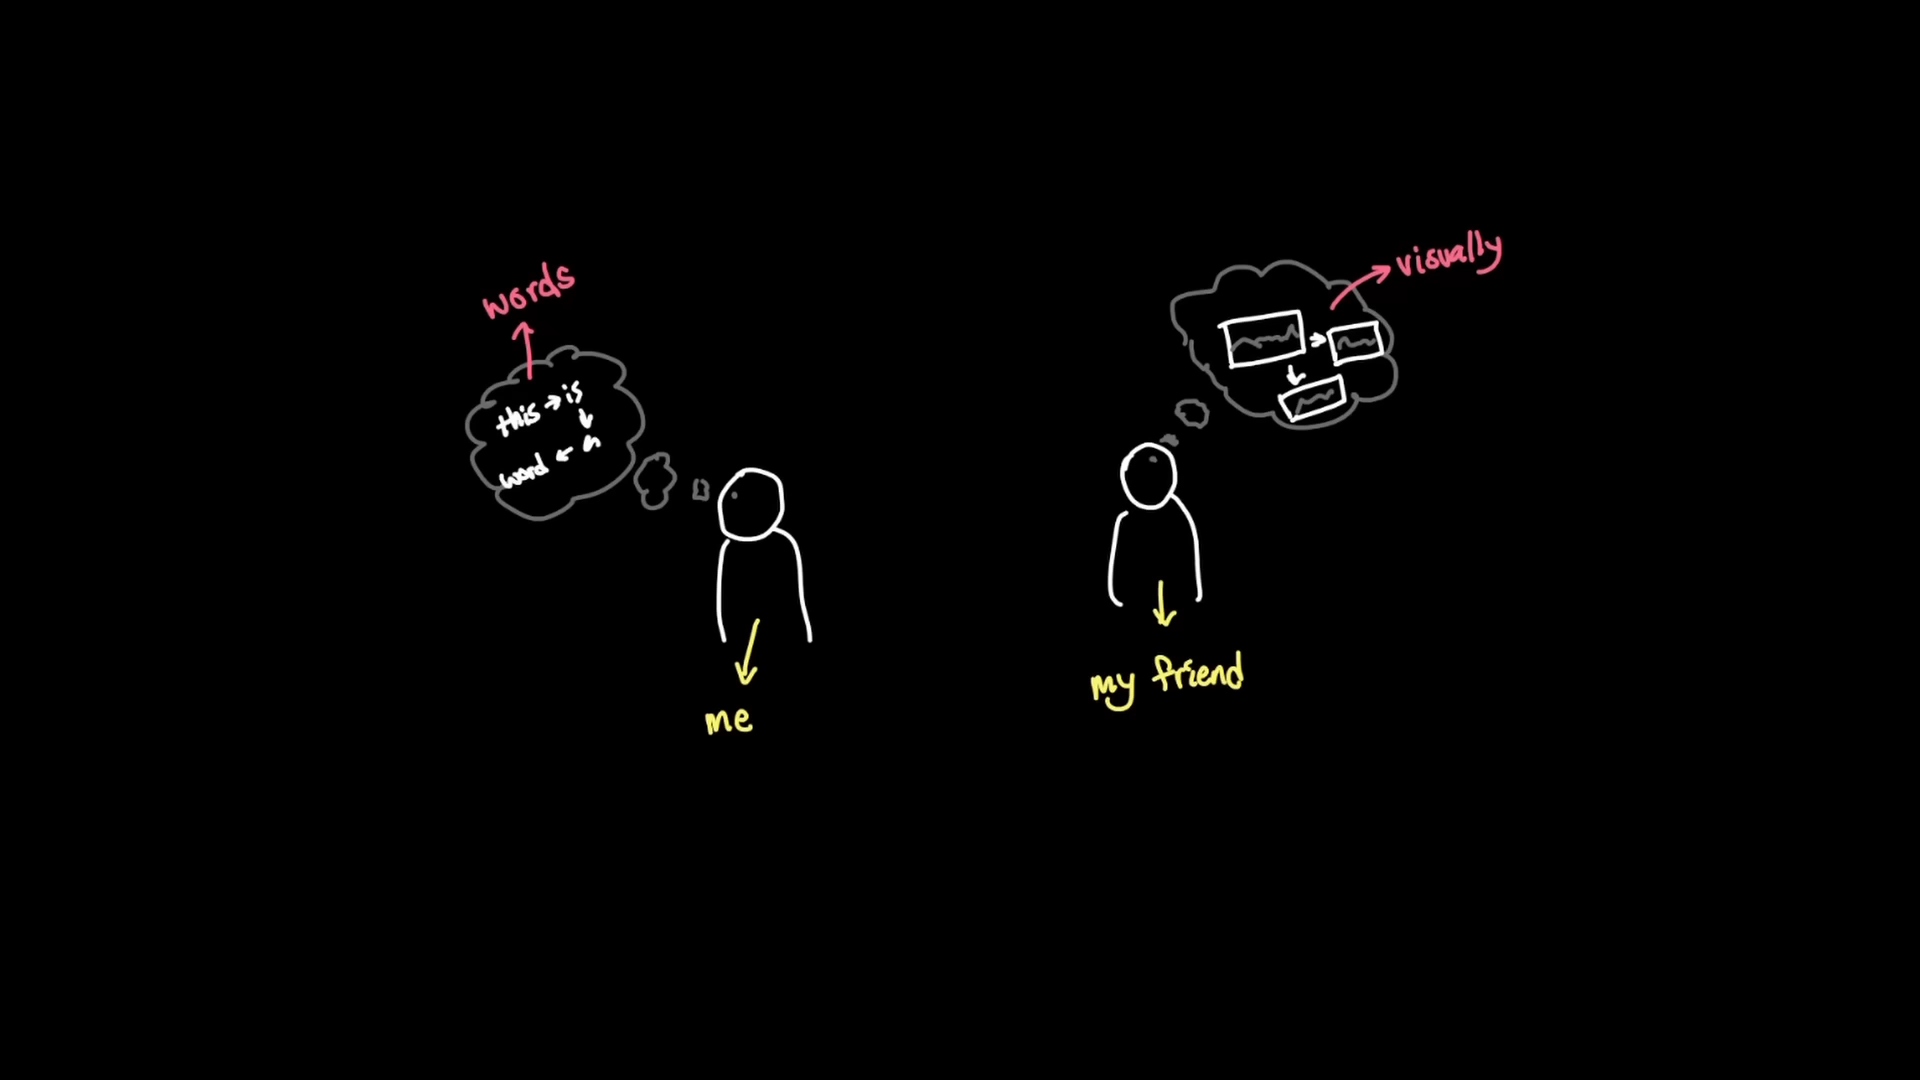 words
this → is
↓
word ← a
me
visually
my friend